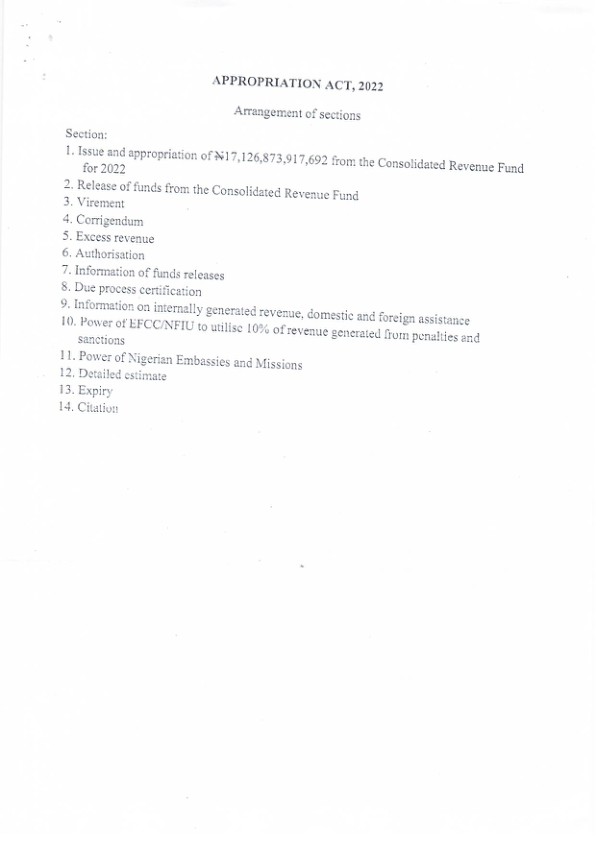 APPROPRIATION ACT, 2022
Arrangement of sections
Section:
1. Issue and appropriation of ₦17,126,873,917,692 from the Consolidated Revenue Fund
for 2022
2. Release of funds from the Consolidated Revenue Fund
3. Virement
4. Corrigendum
5. Excess revenue
6. Authorisation
7. Information of funds releases
8. Due process certification
9. Information on internally generated revenue, domestic and foreign assistance
10. Power of EFCC/NFIU to utilise 10% of revenue generated from penalties and
sanctions
11. Power of Nigerian Embassies and Missions
12. Detailed estimate
13. Expiry
14. Citation